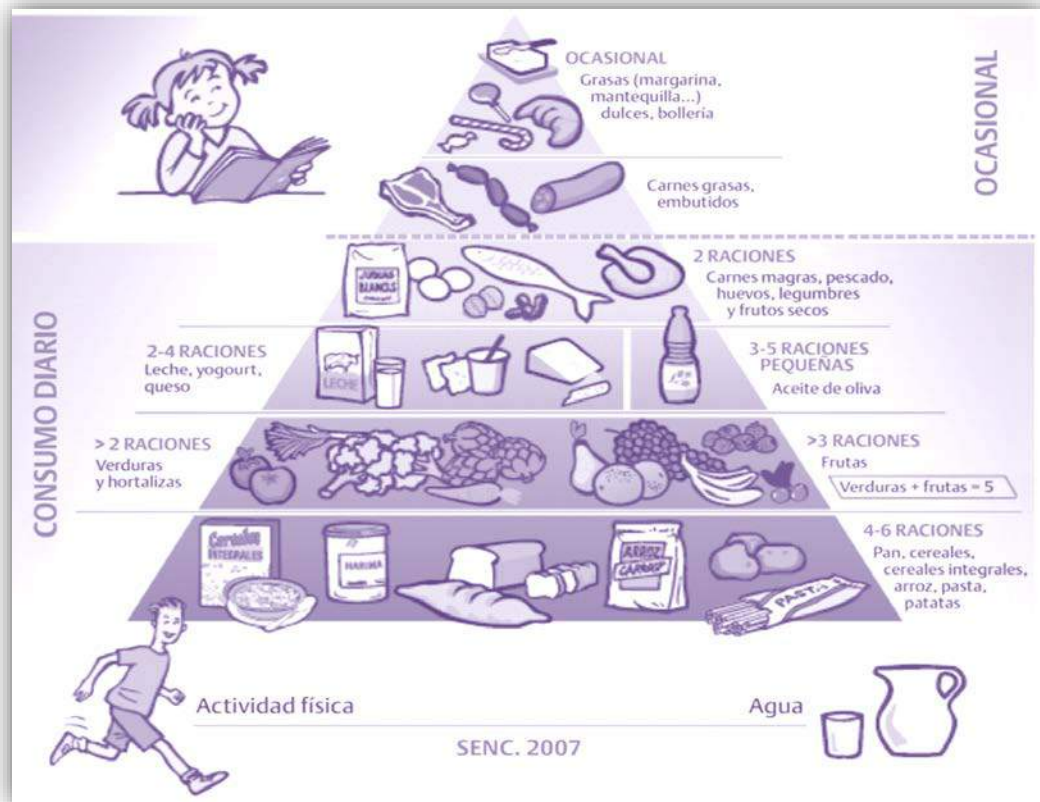 OCASIONAL
Grasas (margarina,
mantequilla...)
dulces, bollería
OCASIONAL
Carnes grasas,
embutidos
CONSUMO DIARIO
2 RACIONES
Carnes magras, pescado,
huevos, legumbres
y frutos secos
JUDIAS
BLANCAS
2-4 RACIONES
Leche, yogourt,
queso
LECHE
3-5 RACIONES
PEQUEÑAS
Aceite de oliva
> 2 RACIONES
Verduras
y hortalizas
>3 RACIONES
Frutas
Verduras + frutas = 5
4-6 RACIONES
Pan, cereales,
cereales integrales,
arroz, pasta,
patatas
Cereales
INTEGRALES
HARINA
ARROZ
PASTA
Actividad física
Agua
SENC. 2007